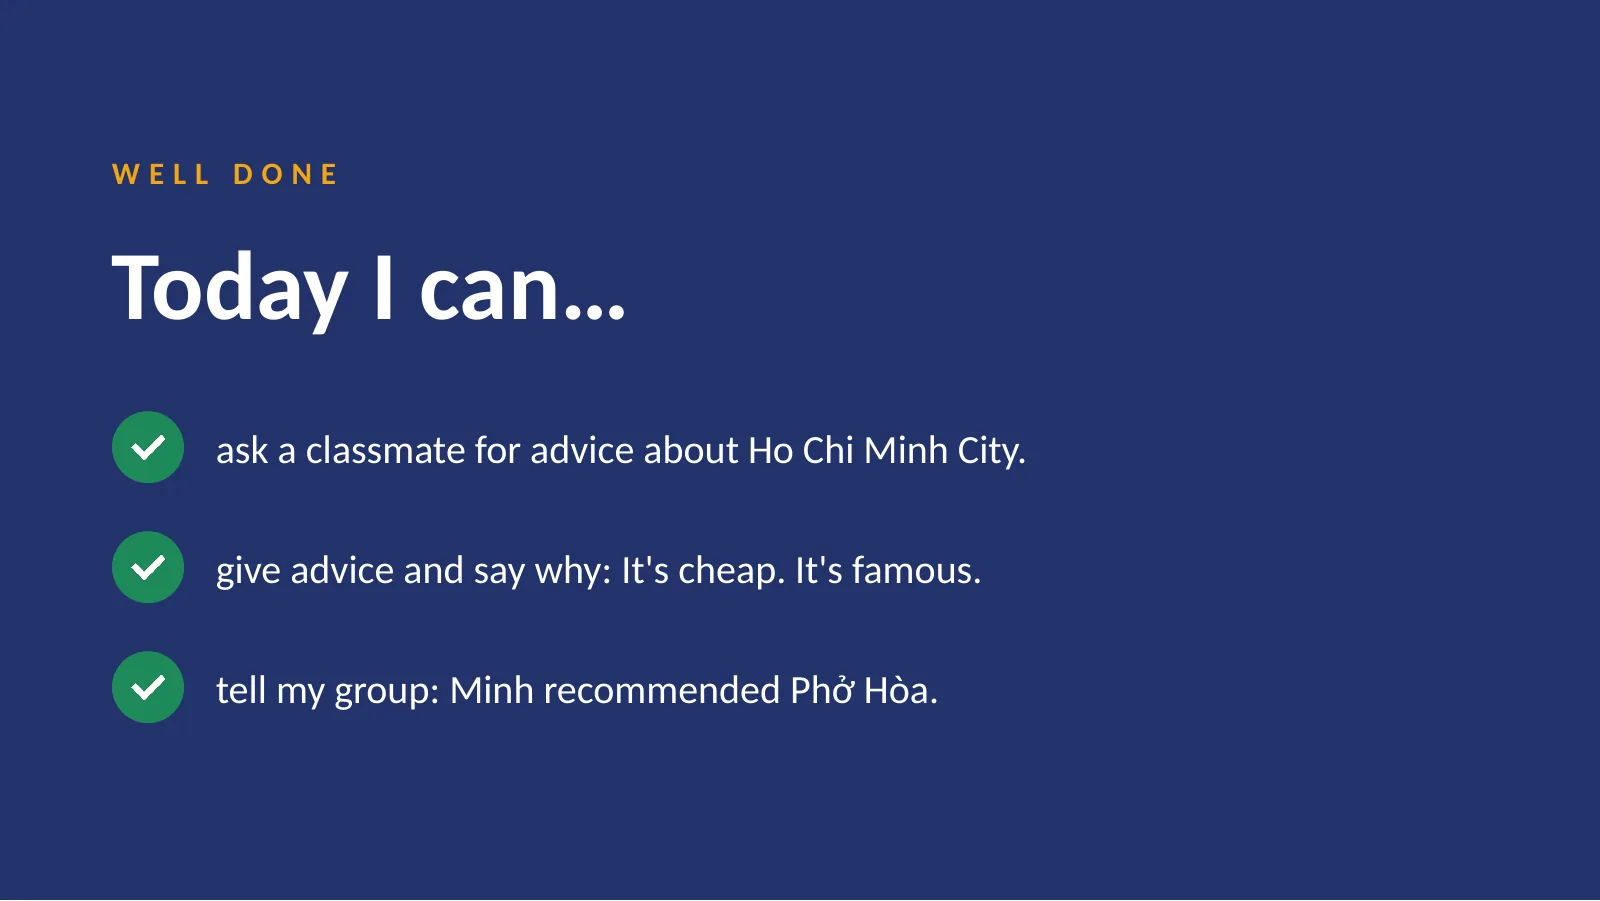 WELL DONE
Today I can...
ask a classmate for advice about Ho Chi Minh City.
give advice and say why: It's cheap. It's famous.
tell my group: Minh recommended Phở Hòa.